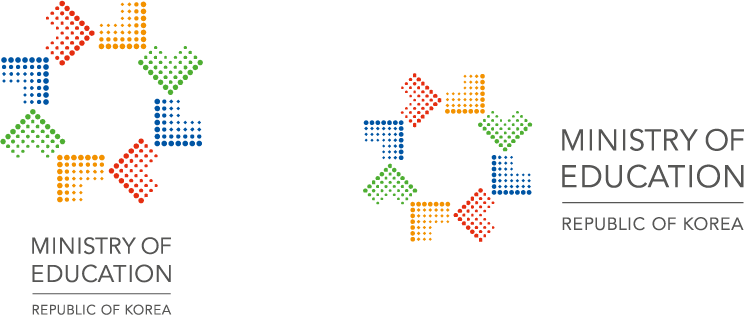 MINISTRY OF
EDUCATION
REPUBLIC OF KOREA
MINISTRY OF
EDUCATION
REPUBLIC OF KOREA